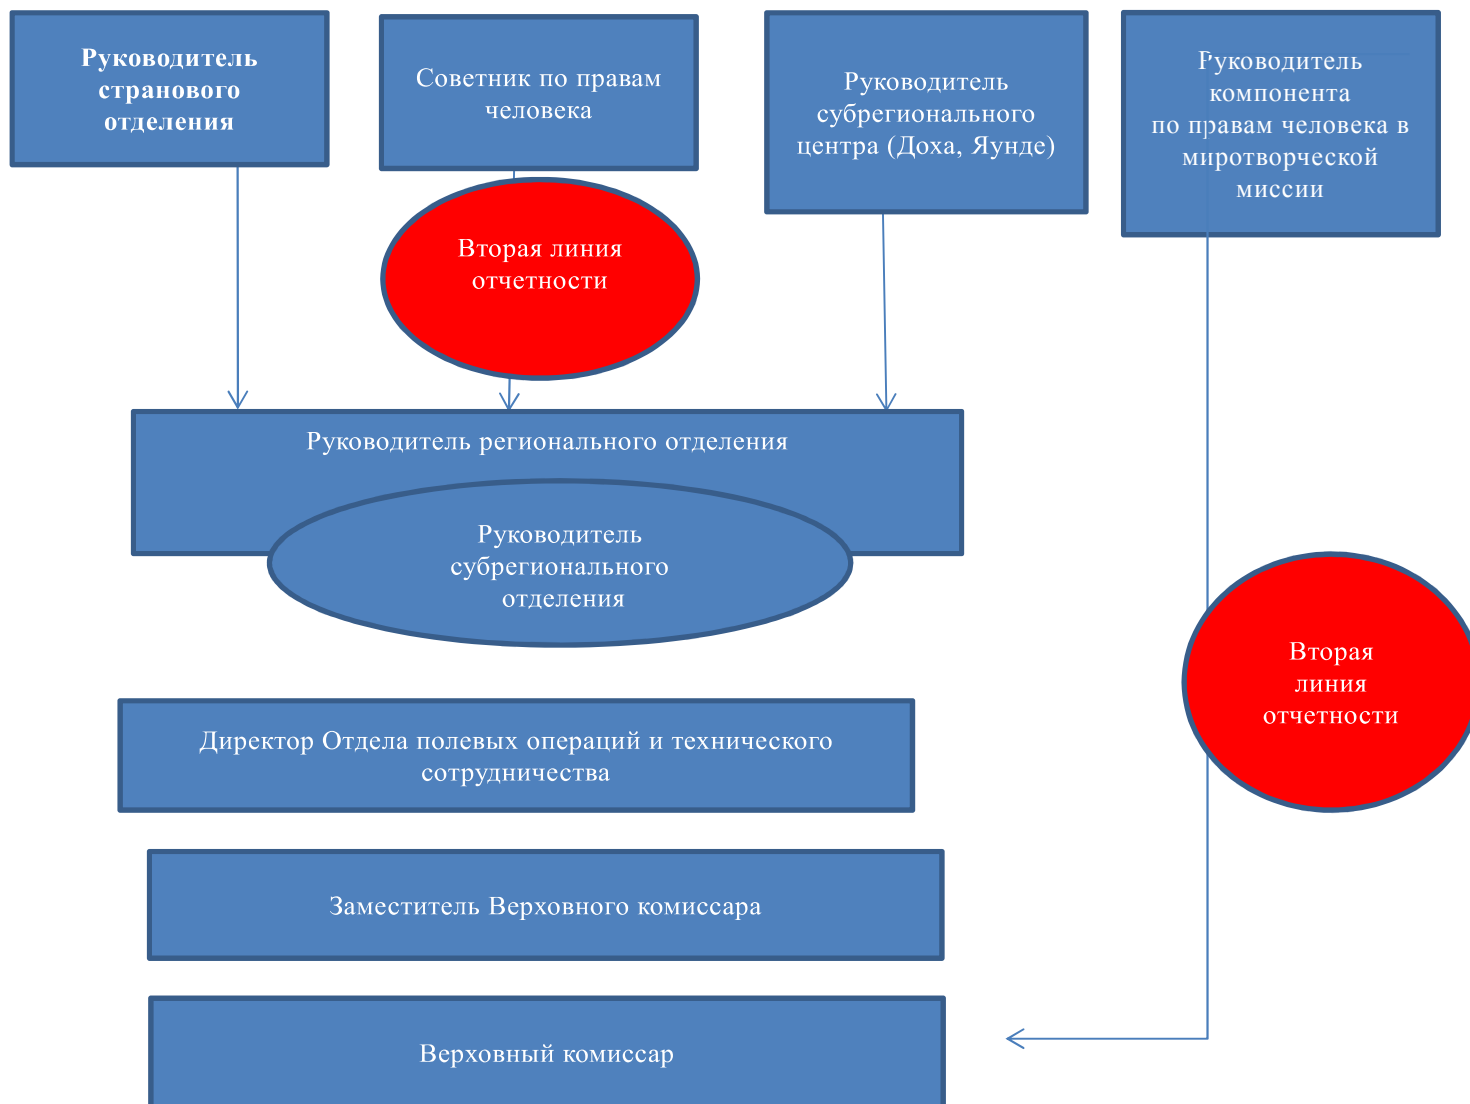 Руководитель
странового
отделения
Советник по правам
человека
Руководитель
субрегионального
центра (Доха, Яунде)
Руководитель
компонента
по правам человека в
миротворческой
миссии
Вторая линия
отчетности
Руководитель регионального отделения
Руководитель
субрегионального
отделения
Вторая
линия
отчетности
Директор Отдела полевых операций и технического
сотрудничества
Заместитель Верховного комиссара
Верховный комиссар